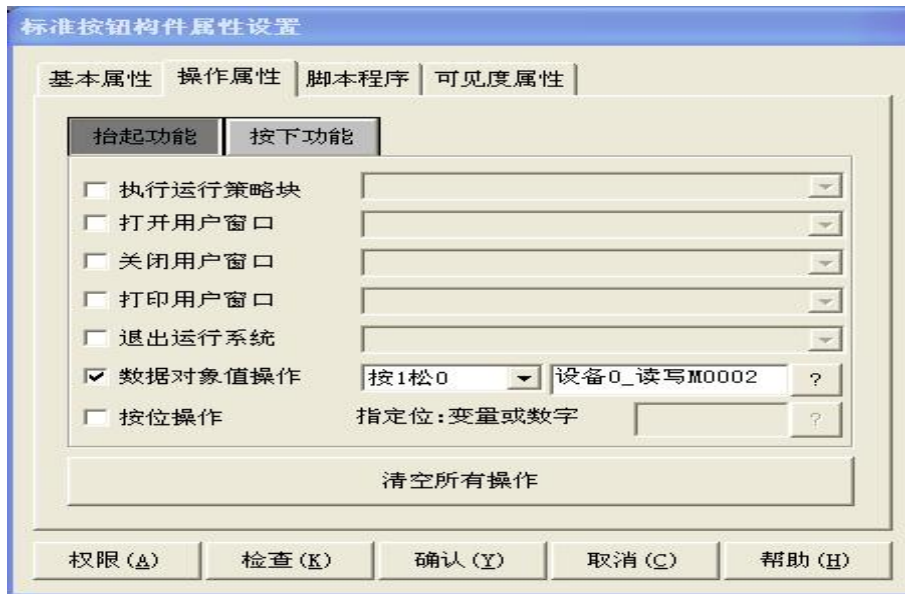 标准按钮构件属性设置
基本属性 操作属性 脚本程序 可见度属性
抬起功能 按下功能
执行运行策略块
打开用户窗口
关闭用户窗口
打印用户窗口
退出运行系统
数据对象值操作 按1松0 设备0_读写M0002 ?
按位操作 指定位:变量或数字 ?
清空所有操作
权限(A) 检查(K) 确认(Y) 取消(C) 帮助(H)